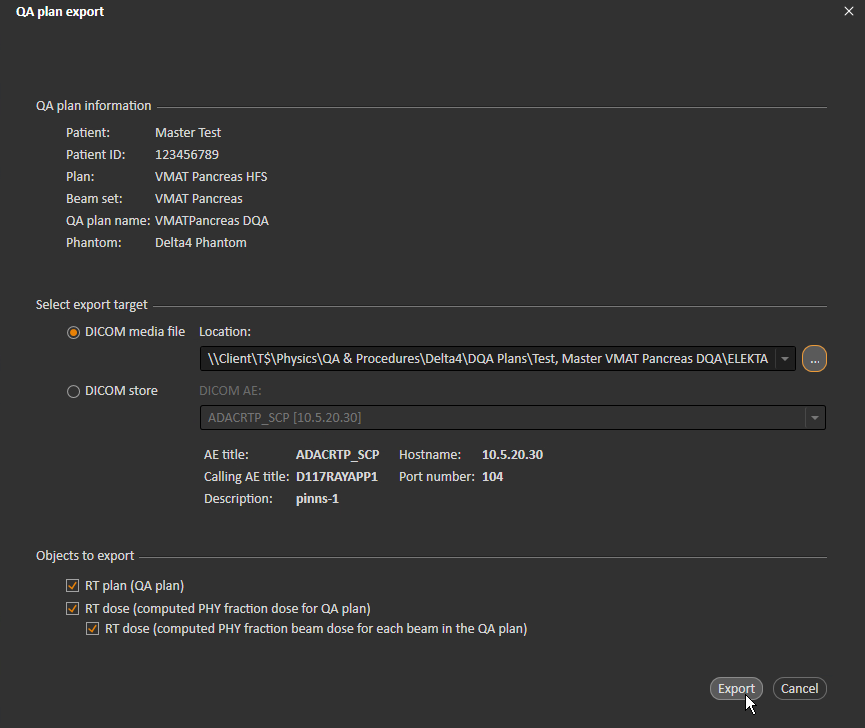 QA plan export
QA plan information
Patient: Master Test
Patient ID: 123456789
Plan: VMAT Pancreas HFS
Beam set: VMAT Pancreas
QA plan name: VMATPancreas DQA
Phantom: Delta4 Phantom
Select export target
DICOM media file Location:
\\Client\T$\Physics\QA & Procedures\Delta4\DQA Plans\Test, Master VMAT Pancreas DQA\ELEKTA ...
DICOM store DICOM AE:
ADACRTP_SCP [10.5.20.30]
AE title: ADACRTP_SCP Hostname: 10.5.20.30
Calling AE title: D117RAYAPP1 Port number: 104
Description: pinns-1
Objects to export
RT plan (QA plan)
RT dose (computed PHY fraction dose for QA plan)
RT dose (computed PHY fraction beam dose for each beam in the QA plan)
Export Cancel